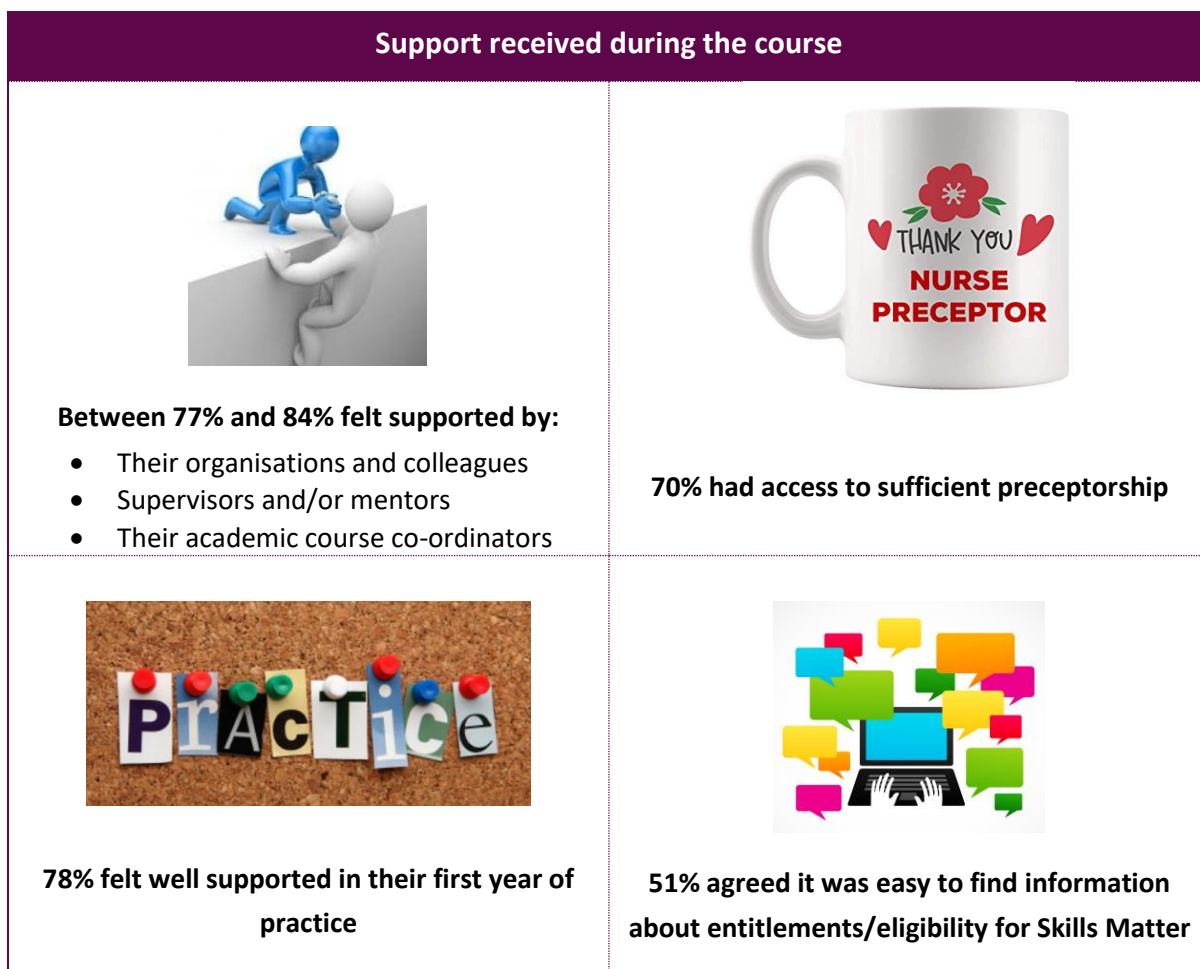 Support received during the course
Between 77% and 84% felt supported by:
• Their organisations and colleagues
• Supervisors and/or mentors
• Their academic course co-ordinators
THANK YOU
NURSE
PRECEPTOR
70% had access to sufficient preceptorship
PrAcTice
78% felt well supported in their first year of
practice
51% agreed it was easy to find information
about entitlements/eligibility for Skills Matter